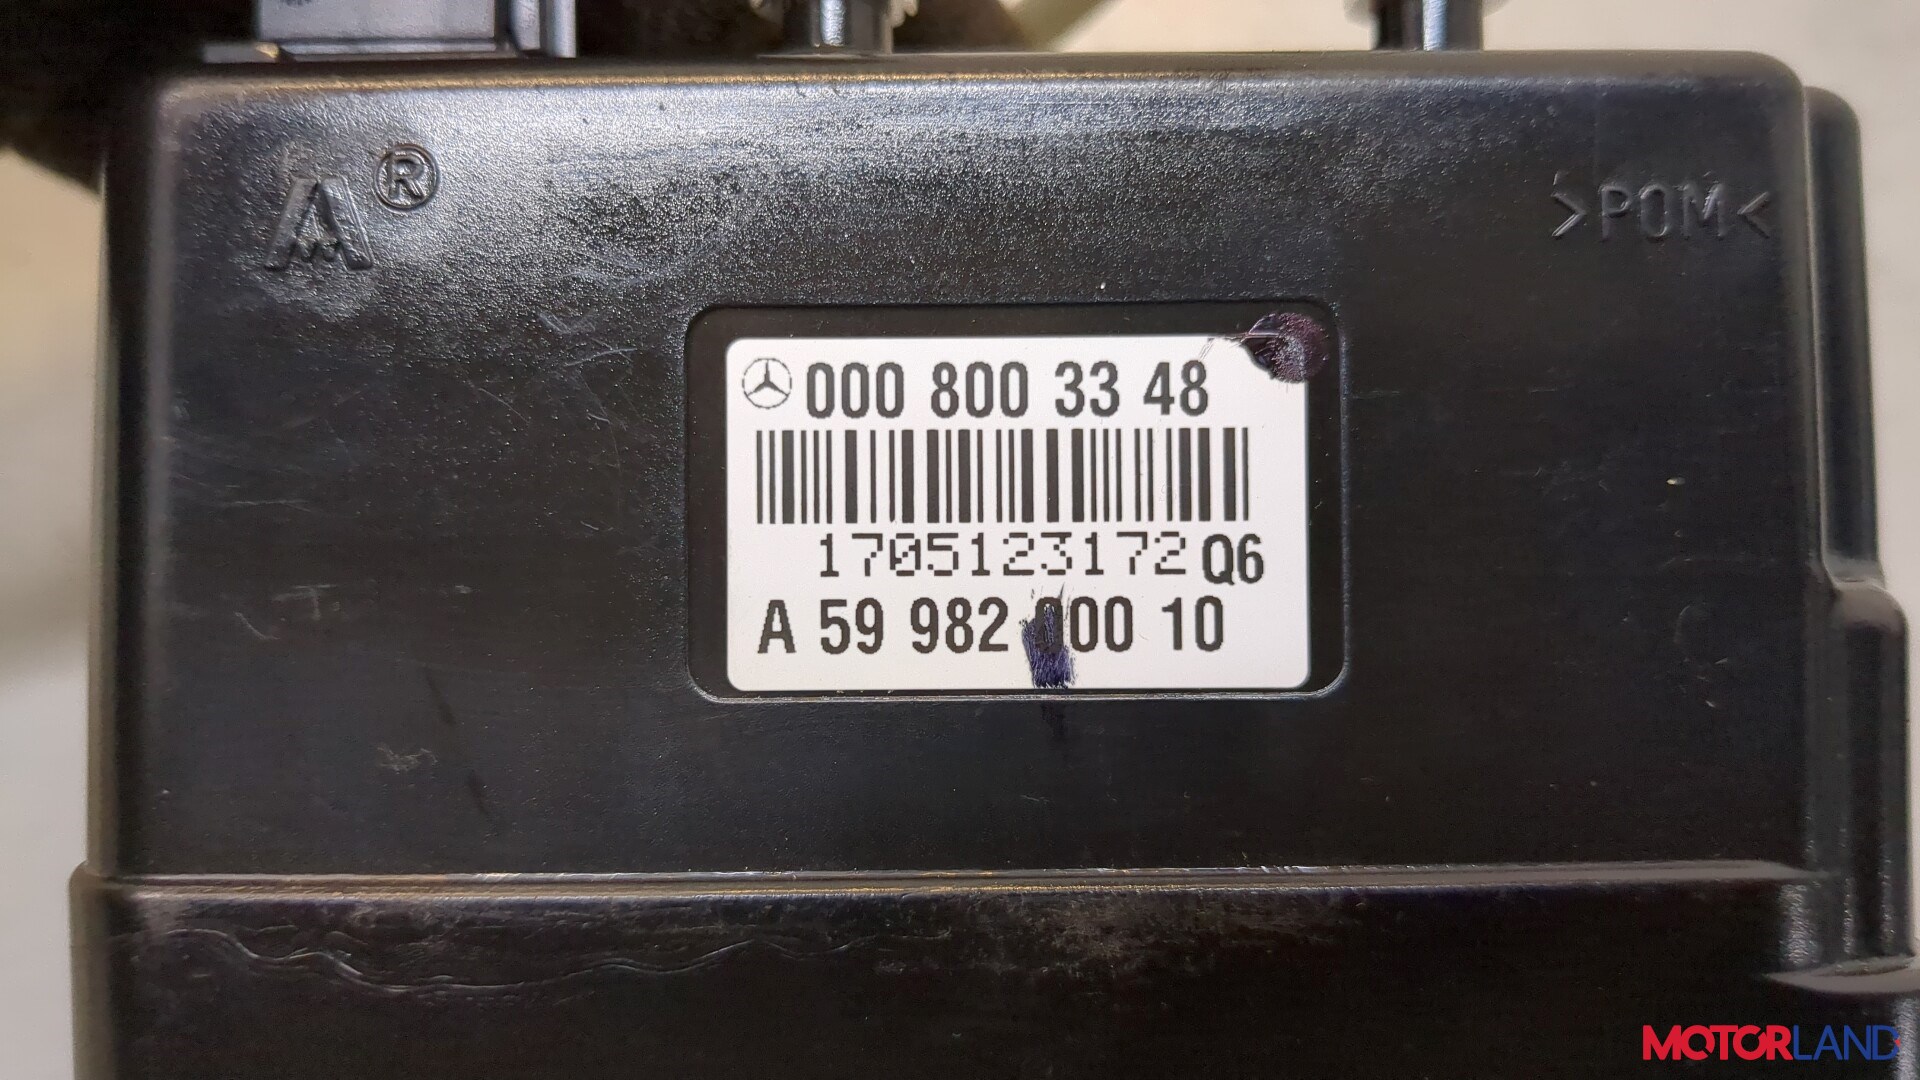 A®
>POM<
000 800 33 48
1705123172 Q6
A 59 982 000 10
MOTORLAND